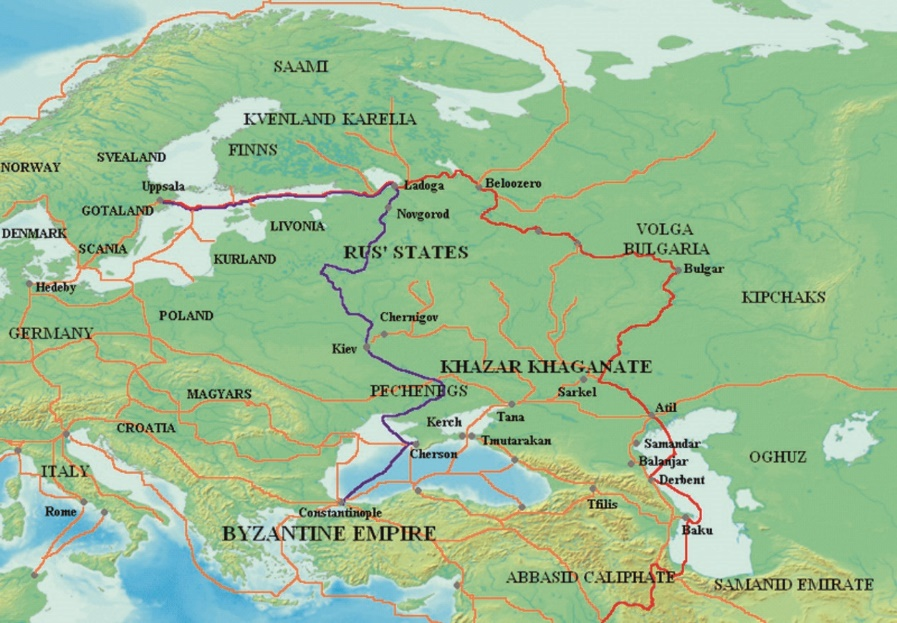 SAAMI
KVENLAND KARELIA
FINNS
SVEALAND
NORWAY
Uppsala
Ladoga
Beloozero
GOTALAND
Novgorod
LIVONIA
DENMARK
SCANIA
VOLGA
BULGARIA
RUS' STATES
KURLAND
Bulgar
Hedeby
KIPCHAKS
POLAND
Chernigov
GERMANY
Kiev
KHAZAR KHAGANATE
PECHENEGS
MAGYARS
Sarkel
Atil
Tana
Kerch
CROATIA
Tmutarakan
Samandar
Cherson
OGHUZ
Balanjar
ITALY
Derbent
Tfilis
Rome
Constantinople
BYZANTINE EMPIRE
Baku
ABBASID CALIPHATE
SAMANID EMIRATE